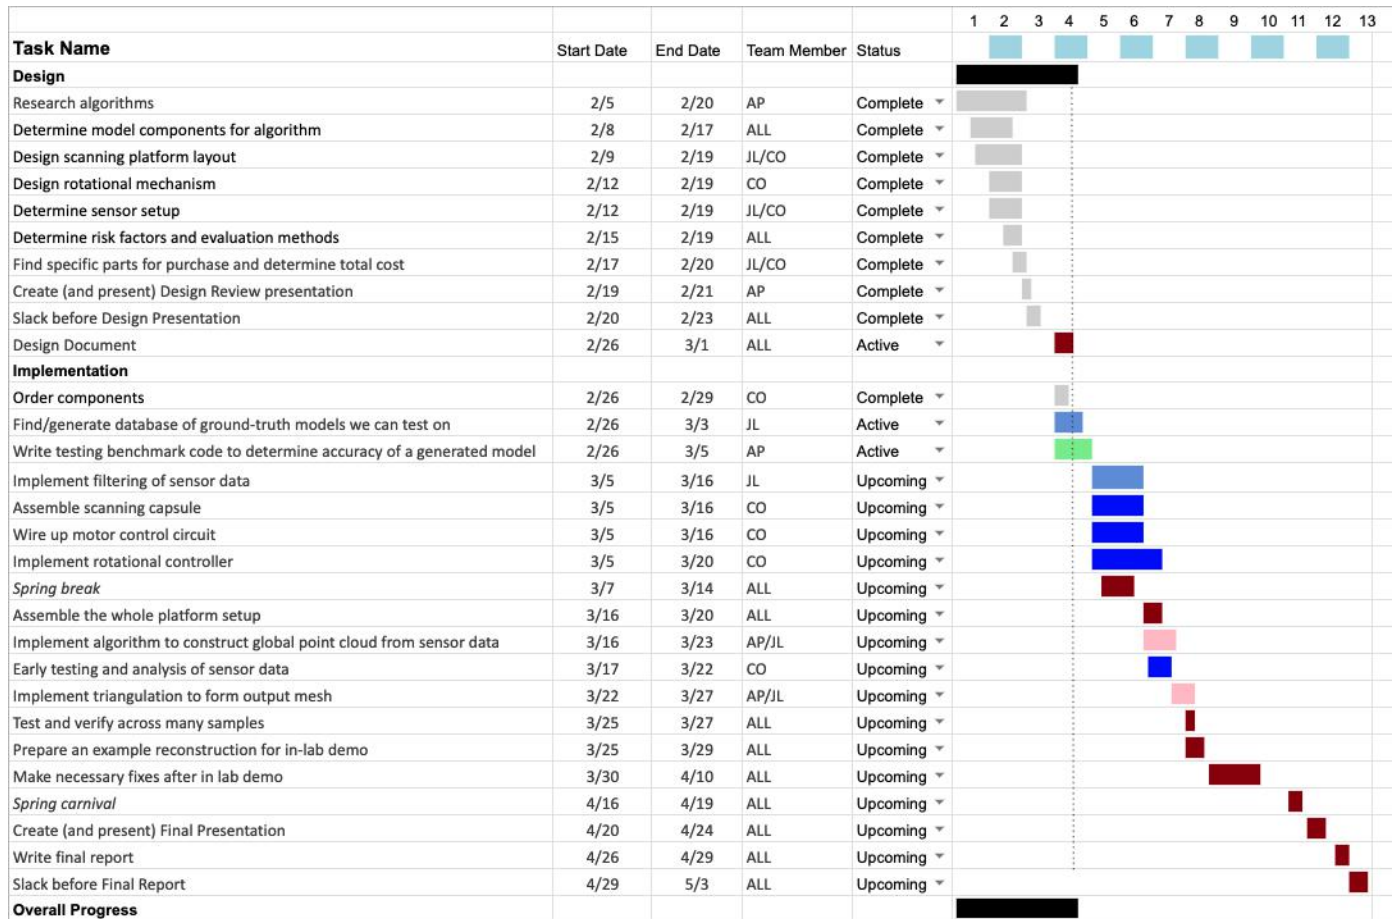 1 2 3 4 5 6 7 8 9 10 11 12 13
Task Name Start Date End Date Team Member Status
Design
Research algorithms 2/5 2/20 AP Complete
Determine model components for algorithm 2/8 2/17 ALL Complete
Design scanning platform layout 2/9 2/19 JL/CO Complete
Design rotational mechanism 2/12 2/19 CO Complete
Determine sensor setup 2/12 2/19 JL/CO Complete
Determine risk factors and evaluation methods 2/15 2/19 ALL Complete
Find specific parts for purchase and determine total cost 2/17 2/20 JL/CO Complete
Create (and present) Design Review presentation 2/19 2/21 AP Complete
Slack before Design Presentation 2/20 2/23 ALL Complete
Design Document 2/26 3/1 ALL Active
Implementation
Order components 2/26 2/29 CO Complete
Find/generate database of ground-truth models we can test on 2/26 3/3 JL Active
Write testing benchmark code to determine accuracy of a generated model 2/26 3/5 AP Active
Implement filtering of sensor data 3/5 3/16 JL Upcoming
Assemble scanning capsule 3/5 3/16 CO Upcoming
Wire up motor control circuit 3/5 3/16 CO Upcoming
Implement rotational controller 3/5 3/20 CO Upcoming
Spring break 3/7 3/14 ALL Upcoming
Assemble the whole platform setup 3/16 3/20 ALL Upcoming
Implement algorithm to construct global point cloud from sensor data 3/16 3/23 AP/JL Upcoming
Early testing and analysis of sensor data 3/17 3/22 CO Upcoming
Implement triangulation to form output mesh 3/22 3/27 AP/JL Upcoming
Test and verify across many samples 3/25 3/27 ALL Upcoming
Prepare an example reconstruction for in-lab demo 3/25 3/29 ALL Upcoming
Make necessary fixes after in lab demo 3/30 4/10 ALL Upcoming
Spring carnival 4/16 4/19 ALL Upcoming
Create (and present) Final Presentation 4/20 4/24 ALL Upcoming
Write final report 4/26 4/29 ALL Upcoming
Slack before Final Report 4/29 5/3 ALL Upcoming
Overall Progress